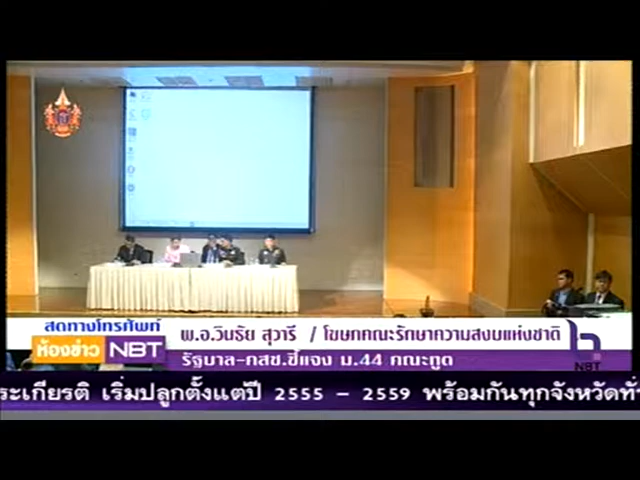 สดทางโทรศัพท์
ห้องข่าว NBT
พ.อ.วินธัย สุวารี / โฆษกคณะรักษาความสงบแห่งชาติ
รัฐบาล-คสช.ชี้แจง ม.44 คณะทูต
NBT
ระเกียรติ เริ่มปลูกตั้งแต่ปี 2555 - 2559 พร้อมกันทุกจังหวัดทั่